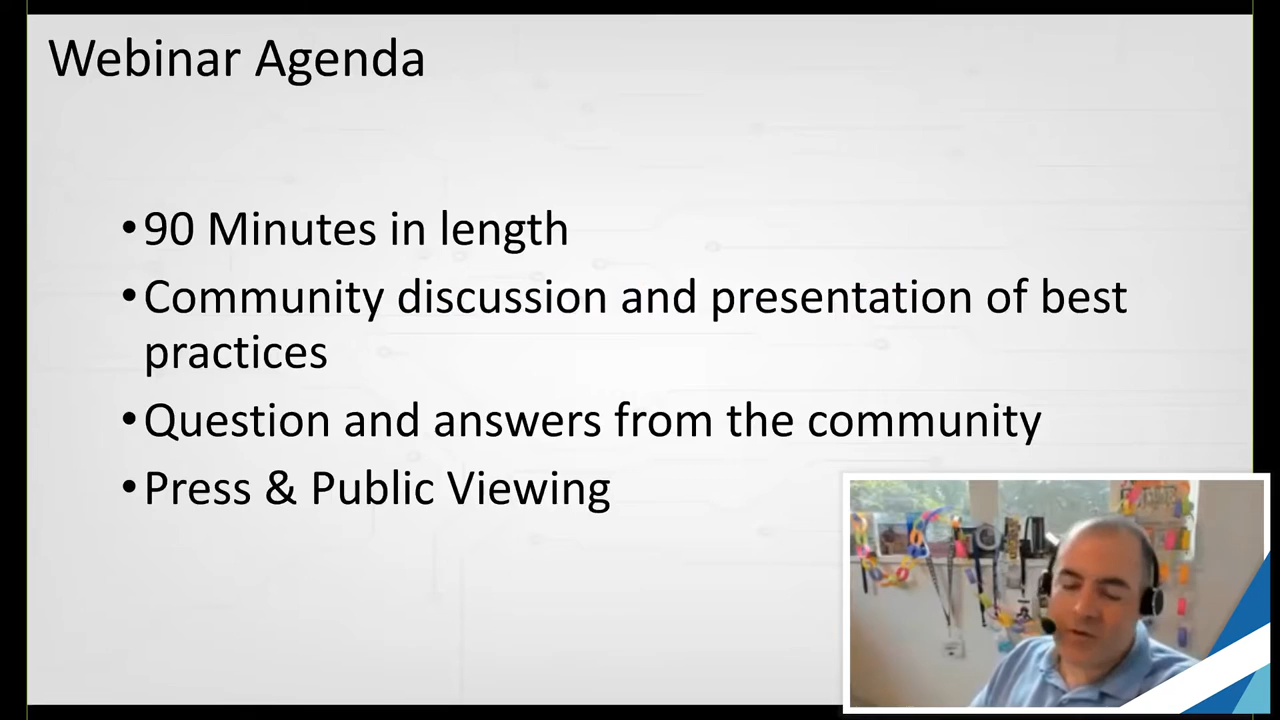 Webinar Agenda
•90 Minutes in length
•Community discussion and presentation of best
practices
•Question and answers from the community
•Press & Public Viewing